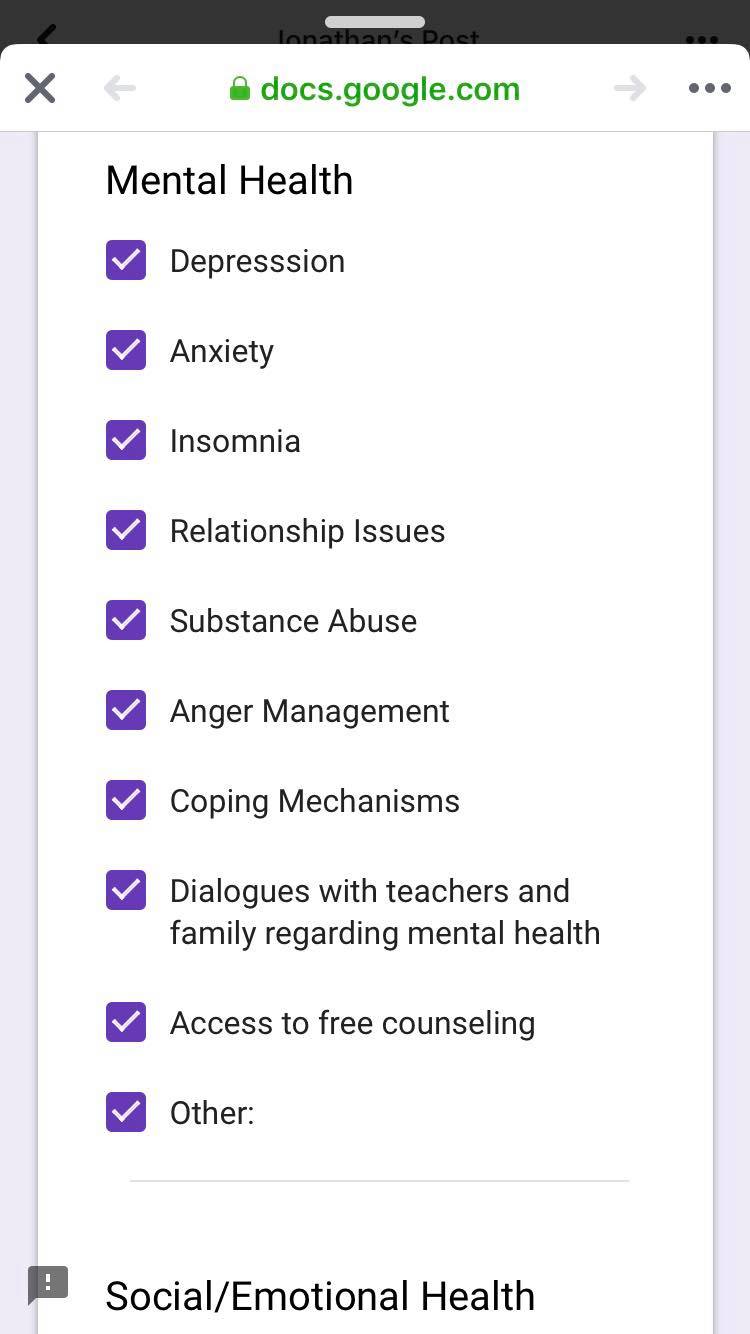 Jonathan's Post
docs.google.com
Mental Health
Depresssion
Anxiety
Insomnia
Relationship Issues
Substance Abuse
Anger Management
Coping Mechanisms
Dialogues with teachers and
family regarding mental health
Access to free counseling
Other:
Social/Emotional Health